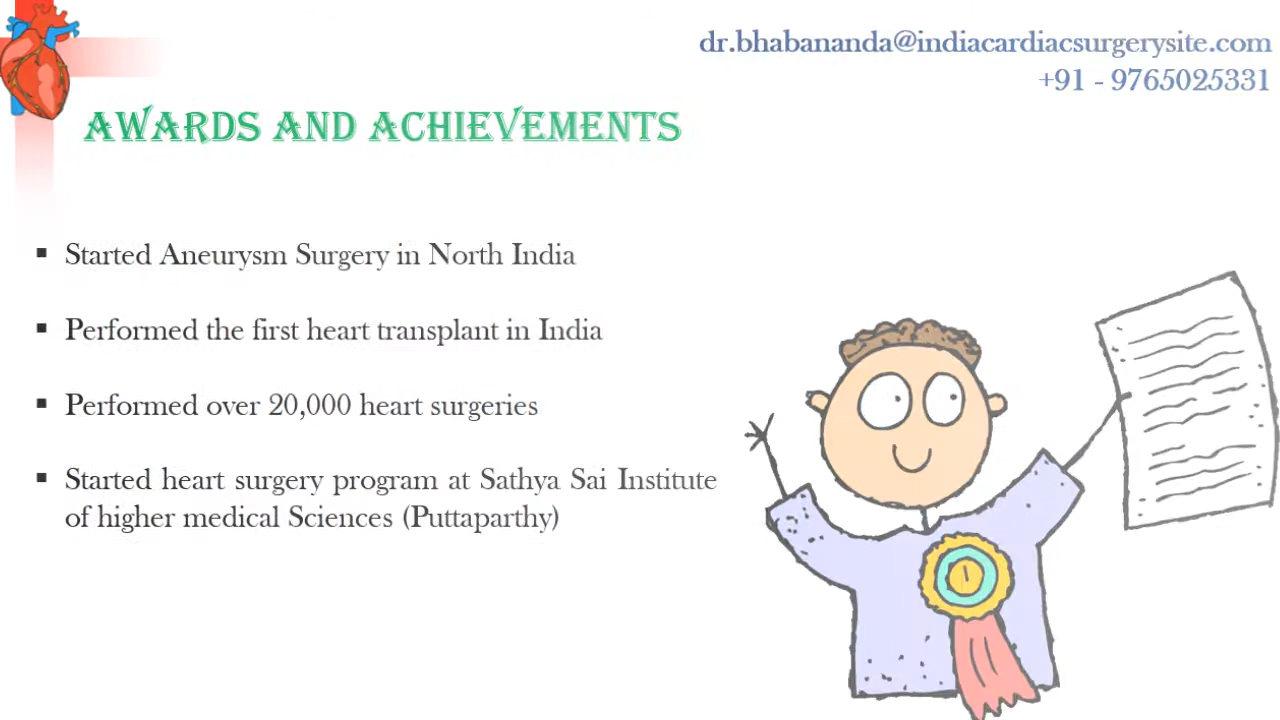 dr.bhabananda@indiacardiacsurgerysite.com
+91 - 9765025331
AWARDS AND ACHIEVEMENTS
▪ Started Aneurysm Surgery in North India
▪ Performed the first heart transplant in India
▪ Performed over 20,000 heart surgeries
▪ Started heart surgery program at Sathya Sai Institute
of higher medical Sciences (Puttaparthy)
1